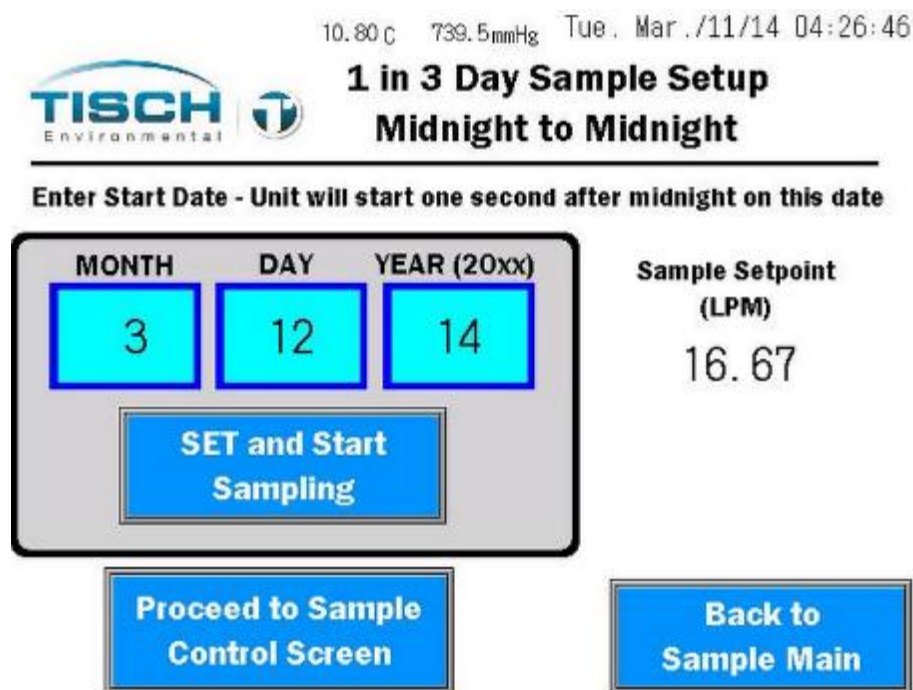 10.80 C 739.5 mmHg Tue. Mar./11/14 04:26:46
TISCH
Environmental
1 in 3 Day Sample Setup
Midnight to Midnight
Enter Start Date - Unit will start one second after midnight on this date
MONTH DAY YEAR (20xx)
3 12 14
SET and Start
Sampling
Sample Setpoint
(LPM)
16.67
Proceed to Sample
Control Screen
Back to
Sample Main